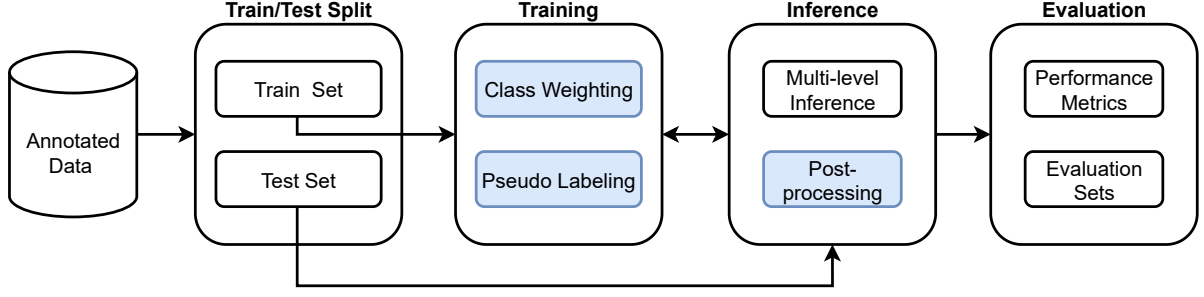 Train/Test Split
Training
Inference
Evaluation
Annotated
Data
Train Set
Test Set
Class Weighting
Pseudo Labeling
Multi-level
Inference
Post-
processing
Performance
Metrics
Evaluation
Sets